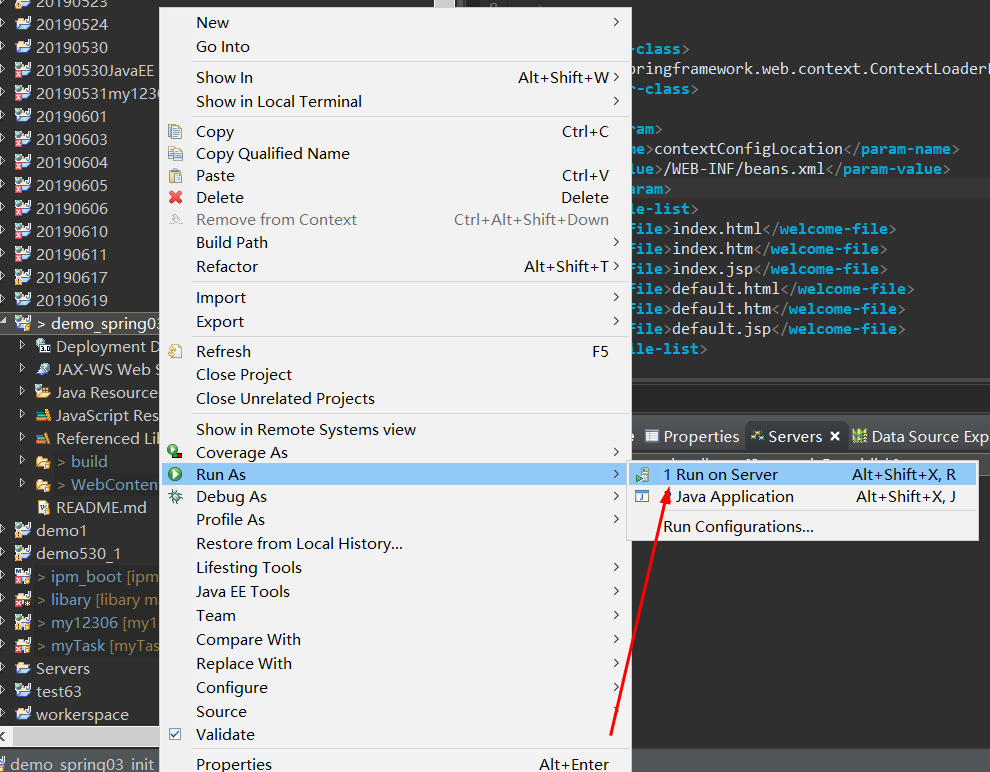 20190523
20190524
20190530
20190530JavaEE
20190531my1230
20190601
20190603
20190604
20190605
20190606
20190610
20190611
20190617
20190619
> demo_spring03
Deployment D
JAX-WS Web S
Java Resource
JavaScript Res
Referenced Li
> build
> WebConten
README.md
demo1
demo530_1
> ipm_boot [ipm
> libary [libary m
> my12306 [my1
> myTask [myTas
Servers
test63
workerspace
demo_spring03_init
New
Go Into
Show In Alt+Shift+W
Show in Local Terminal
Copy Ctrl+C
Copy Qualified Name
Paste Ctrl+V
Delete Delete
Remove from Context Ctrl+Alt+Shift+Down
Build Path
Refactor Alt+Shift+T
Import
Export
Refresh F5
Close Project
Close Unrelated Projects
Show in Remote Systems view
Coverage As
Run As
Debug As
Profile As
Restore from Local History...
Lifesting Tools
Java EE Tools
Team
Compare With
Replace With
Configure
Source
Validate
Properties Alt+Enter
1 Run on Server Alt+Shift+X, R
Java Application Alt+Shift+X, J
Run Configurations...
-class>
ringframework.web.context.ContextLoaderL
r-class>
ram>
me>contextConfigLocation</param-name>
lue>/WEB-INF/beans.xml</param-value>
aram>
le-list>
file>index.html</welcome-file>
file>index.htm</welcome-file>
file>index.jsp</welcome-file>
file>default.html</welcome-file>
file>default.htm</welcome-file>
file>default.jsp</welcome-file>
ile-list>
Properties Servers Data Source Exp